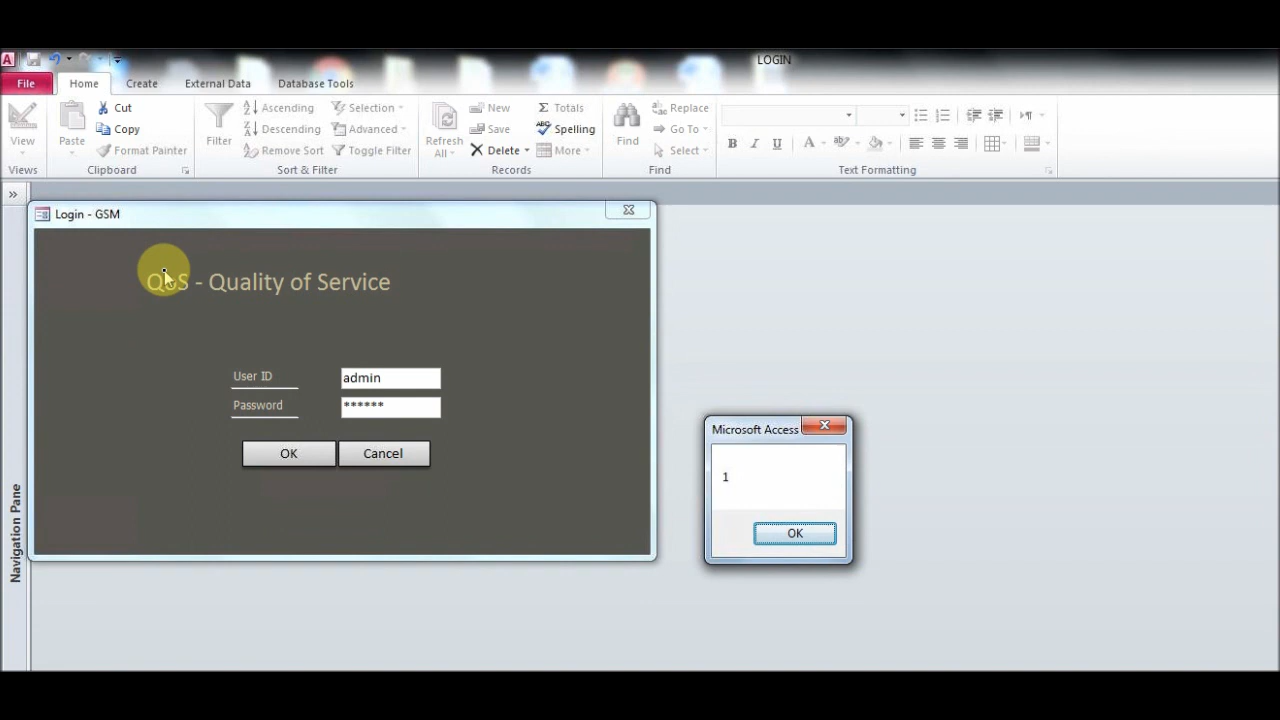 LOGIN
File Home Create External Data Database Tools
View Paste Cut Filter Ascending Selection Refresh All New Totals Find Replace
Copy Descending Advanced Save Spelling Go To
Format Painter Remove Sort Toggle Filter Delete More Select B I U A ab
Views Clipboard Sort & Filter Records Find Text Formatting
Login - GSM
QoS - Quality of Service
User ID admin
Password ******
OK Cancel
Microsoft Access
1
OK
Navigation Pane